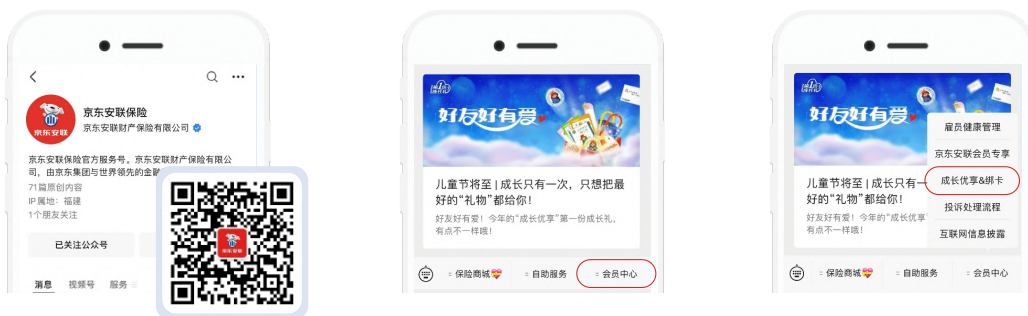 京东安联
京东安联保险
京东安联财产保险有限公司
京东安联保险官方服务号。京东安联财产保险有限公
司，由京东集团与世界领先的金融
71篇原创内容
IP属地：福建
1个朋友关注
已关注公众号
消息 视频号 服务
京东安联
好友好有爱
儿童节将至 | 成长只有一次，只想把最
好的“礼物”都给你！
好友好有爱！今年的“成长优享”第一份成长礼，
有点不一样哦！
保险商城 自助服务 会员中心
好友好有爱
雇员健康管理
京东安联会员专享
成长优享&绑卡
投诉处理流程
互联网信息披露
儿童节将至 | 成长只有一
好的“礼物”都给你！
好友好有爱！今年的“成长优享”
有点不一样哦！
保险商城 自助服务 会员中心